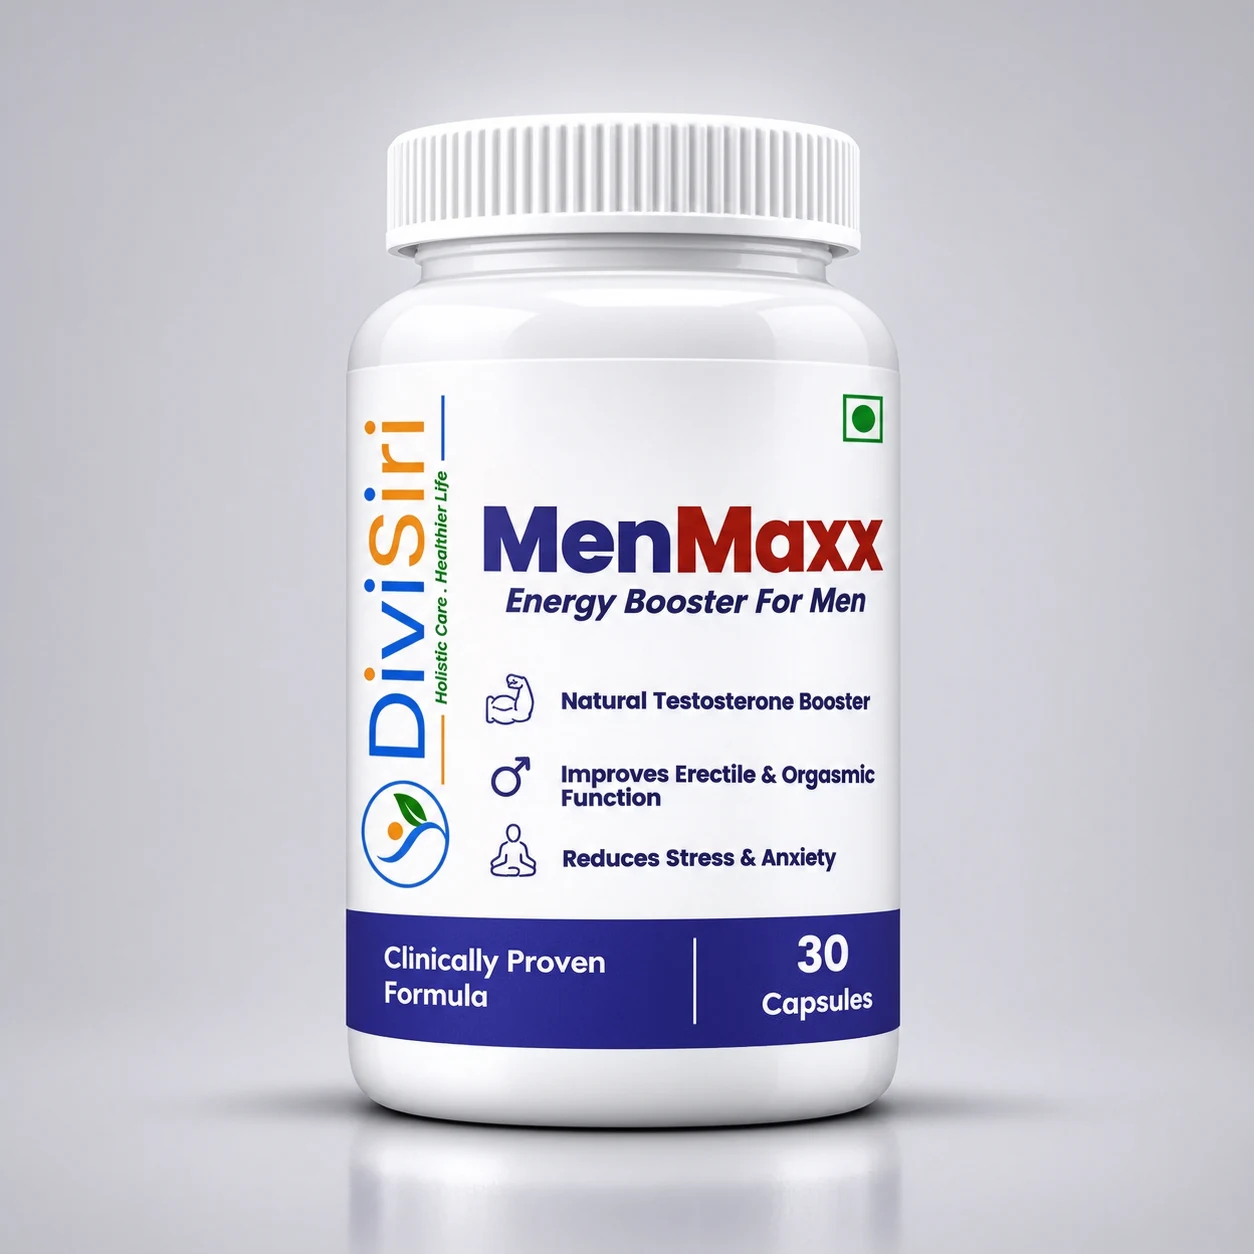 DiviSiri
Holistic Care . Healthier Life
MenMaxx
Energy Booster For Men
Natural Testosterone Booster
Improves Erectile & Orgasmic
Function
Reduces Stress & Anxiety
Clinically Proven
Formula
30
Capsules